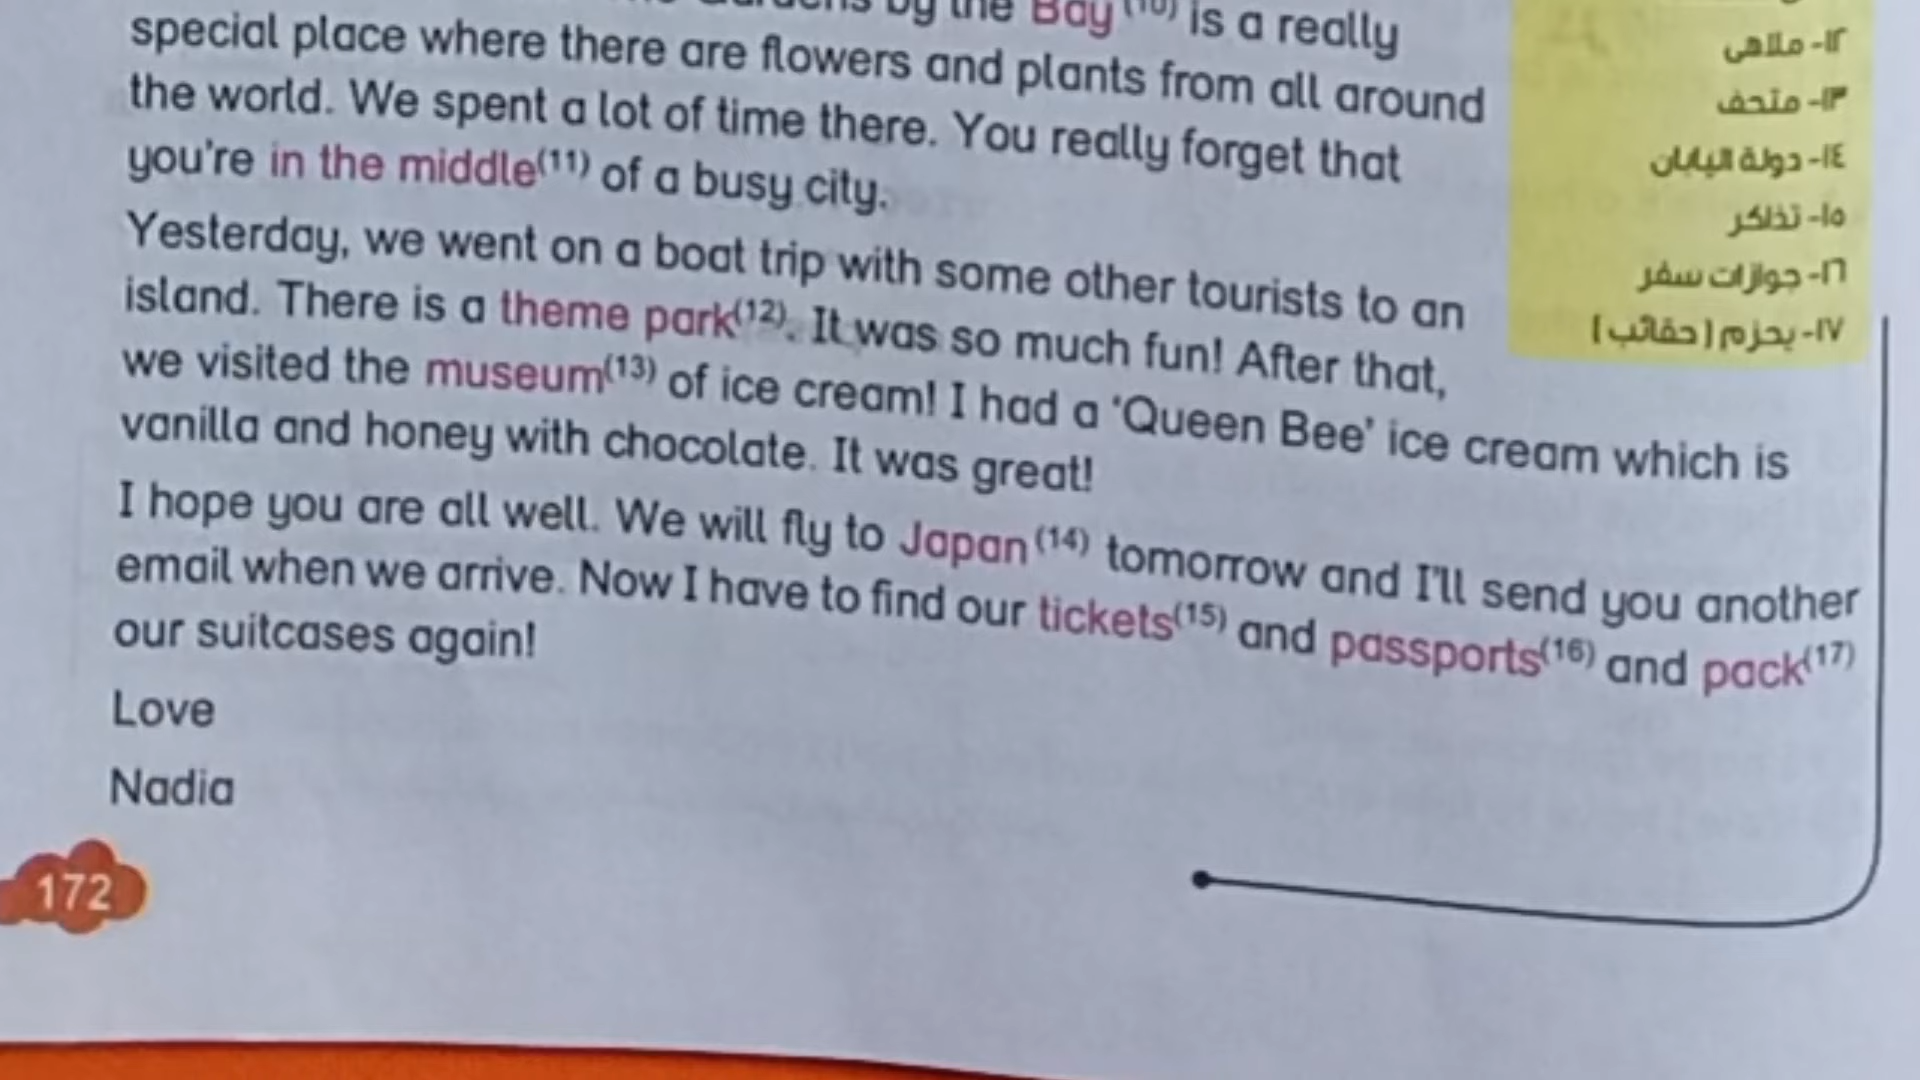 by the Bay (10) is a really
special place where there are flowers and plants from all around
the world. We spent a lot of time there. You really forget that
you're in the middle(11) of a busy city.
Yesterday, we went on a boat trip with some other tourists to an
island. There is a theme park(12). It was so much fun! After that,
we visited the museum(13) of ice cream! I had a ‘Queen Bee’ ice cream which is
vanilla and honey with chocolate. It was great!
I hope you are all well. We will fly to Japan (14) tomorrow and I'll send you another
email when we arrive. Now I have to find our tickets(15) and passports(16) and pack(17)
our suitcases again!
Love
Nadia
172
١٢- ملاهى
١٣- متحف
١٤- دولة اليابان
١٥- تذاكر
١٦- جوازات سفر
١٧- يحزم (حقائب)